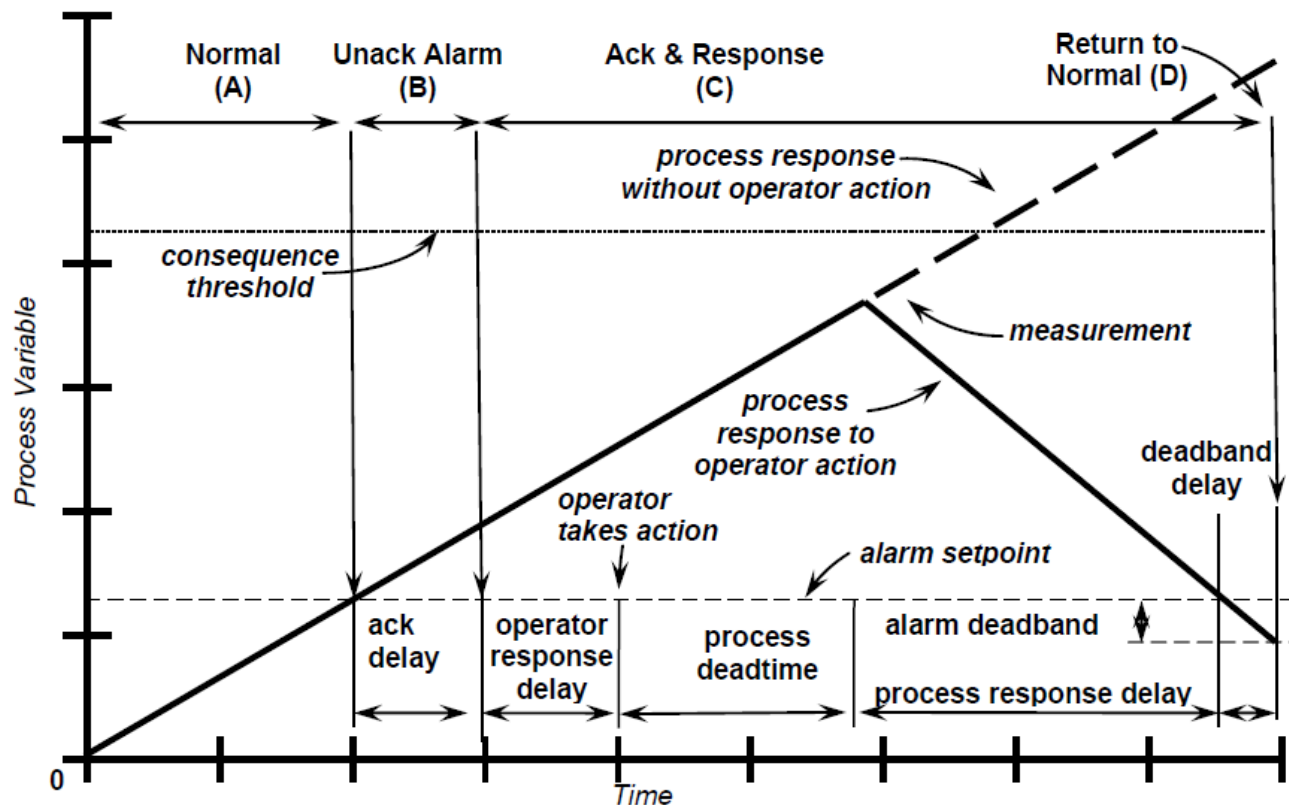 Normal
(A)
Unack Alarm
(B)
Ack & Response
(C)
Return to
Normal (D)
process response
without operator action
consequence
threshold
measurement
Process Variable
process
response to
operator action
deadband
delay
operator
takes action
alarm setpoint
ack
delay
operator
response
delay
process
deadtime
alarm deadband
process response delay
0
Time